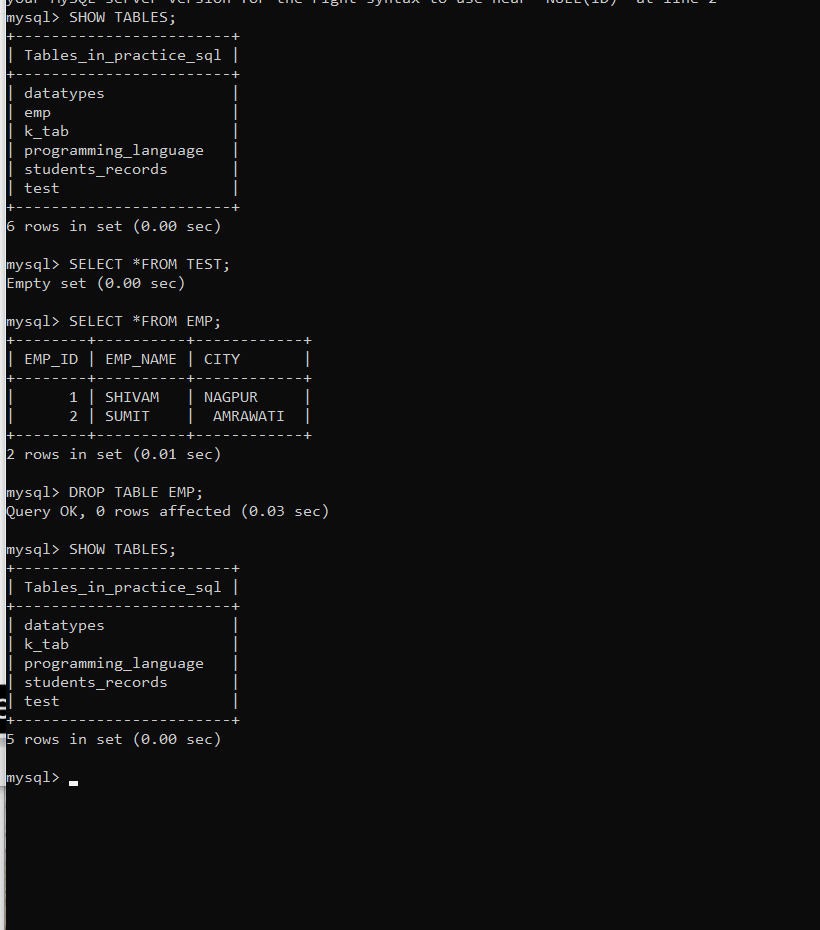 your MySQL server version for the right syntax to use near 'NULL(ID)' at line 2
mysql> SHOW TABLES;
+------------------------+
| Tables_in_practice_sql |
+------------------------+
| datatypes              |
| emp                    |
| k_tab                  |
| programming_language   |
| students_records       |
| test                   |
+------------------------+
6 rows in set (0.00 sec)

mysql> SELECT *FROM TEST;
Empty set (0.00 sec)

mysql> SELECT *FROM EMP;
+--------+----------+------------+
| EMP_ID | EMP_NAME | CITY       |
+--------+----------+------------+
|      1 | SHIVAM   | NAGPUR     |
|      2 | SUMIT    |  AMRAWATI  |
+--------+----------+------------+
2 rows in set (0.01 sec)

mysql> DROP TABLE EMP;
Query OK, 0 rows affected (0.03 sec)

mysql> SHOW TABLES;
+------------------------+
| Tables_in_practice_sql |
+------------------------+
| datatypes              |
| k_tab                  |
| programming_language   |
| students_records       |
| test                   |
+------------------------+
5 rows in set (0.00 sec)

mysql>